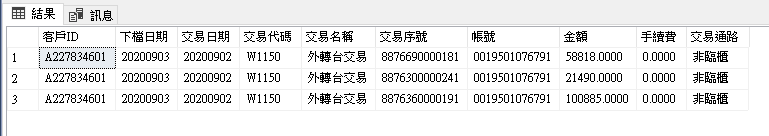 結果 訊息
客戶ID 下檔日期 交易日期 交易代碼 交易名稱 交易序號 帳號 金額 手續費 交易通路
1 A227834601 20200903 20200902 W1150 外轉台交易 8876690000181 0019501076791 58818.0000 0.0000 非臨櫃
2 A227834601 20200903 20200902 W1150 外轉台交易 8876300000241 0019501076791 21490.0000 0.0000 非臨櫃
3 A227834601 20200903 20200902 W1150 外轉台交易 8876360000191 0019501076791 100885.0000 0.0000 非臨櫃